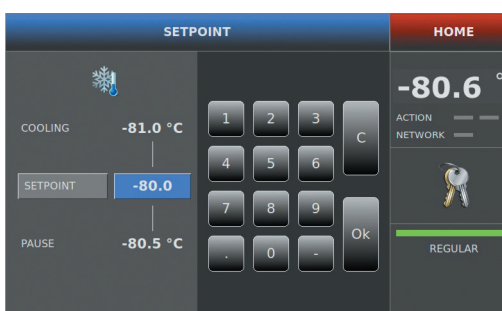 SETPOINT
HOME
COOLING -81.0 °C
SETPOINT -80.0
PAUSE -80.5 °C
1 2 3 C
4 5 6
7 8 9 Ok
. 0 -
-80.6 °
ACTION
NETWORK
REGULAR